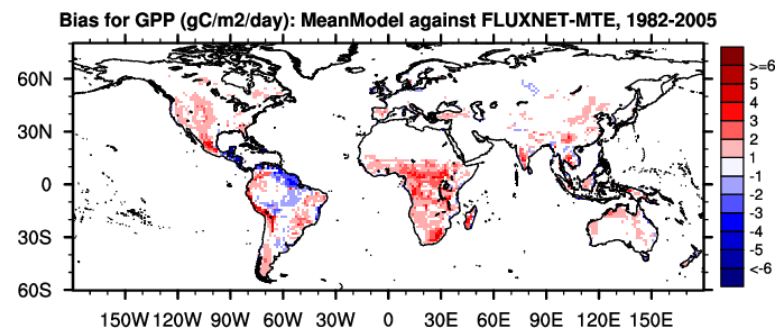 Bias for GPP (gC/m2/day): MeanModel against FLUXNET-MTE, 1982-2005
60N
30N
0
30S
60S
150W 120W 90W 60W 30W 0 30E 60E 90E 120E 150E
>=6
5
4
3
2
1
-1
-2
-3
-4
-5
<-6